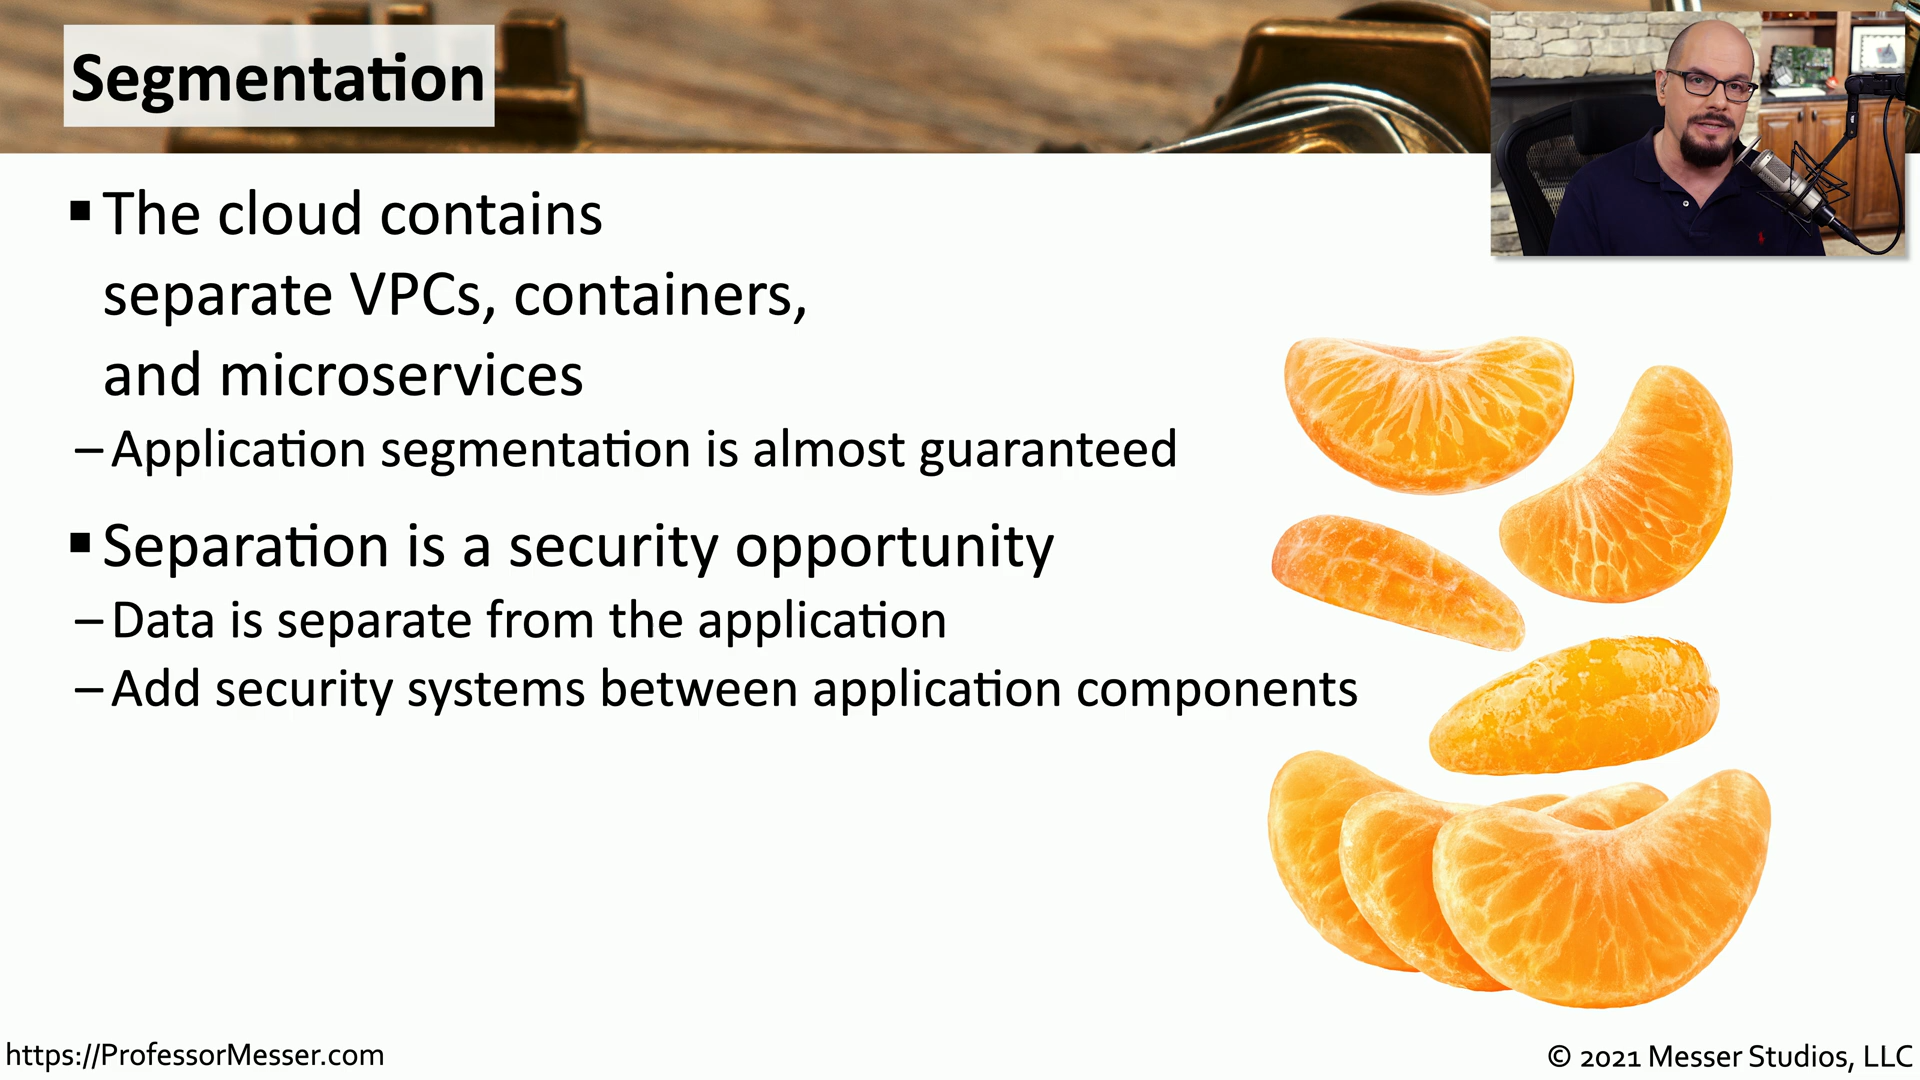 Segmentation
▪ The cloud contains
separate VPCs, containers,
and microservices
– Application segmentation is almost guaranteed
▪ Separation is a security opportunity
– Data is separate from the application
– Add security systems between application components
https://ProfessorMesser.com
© 2021 Messer Studios, LLC